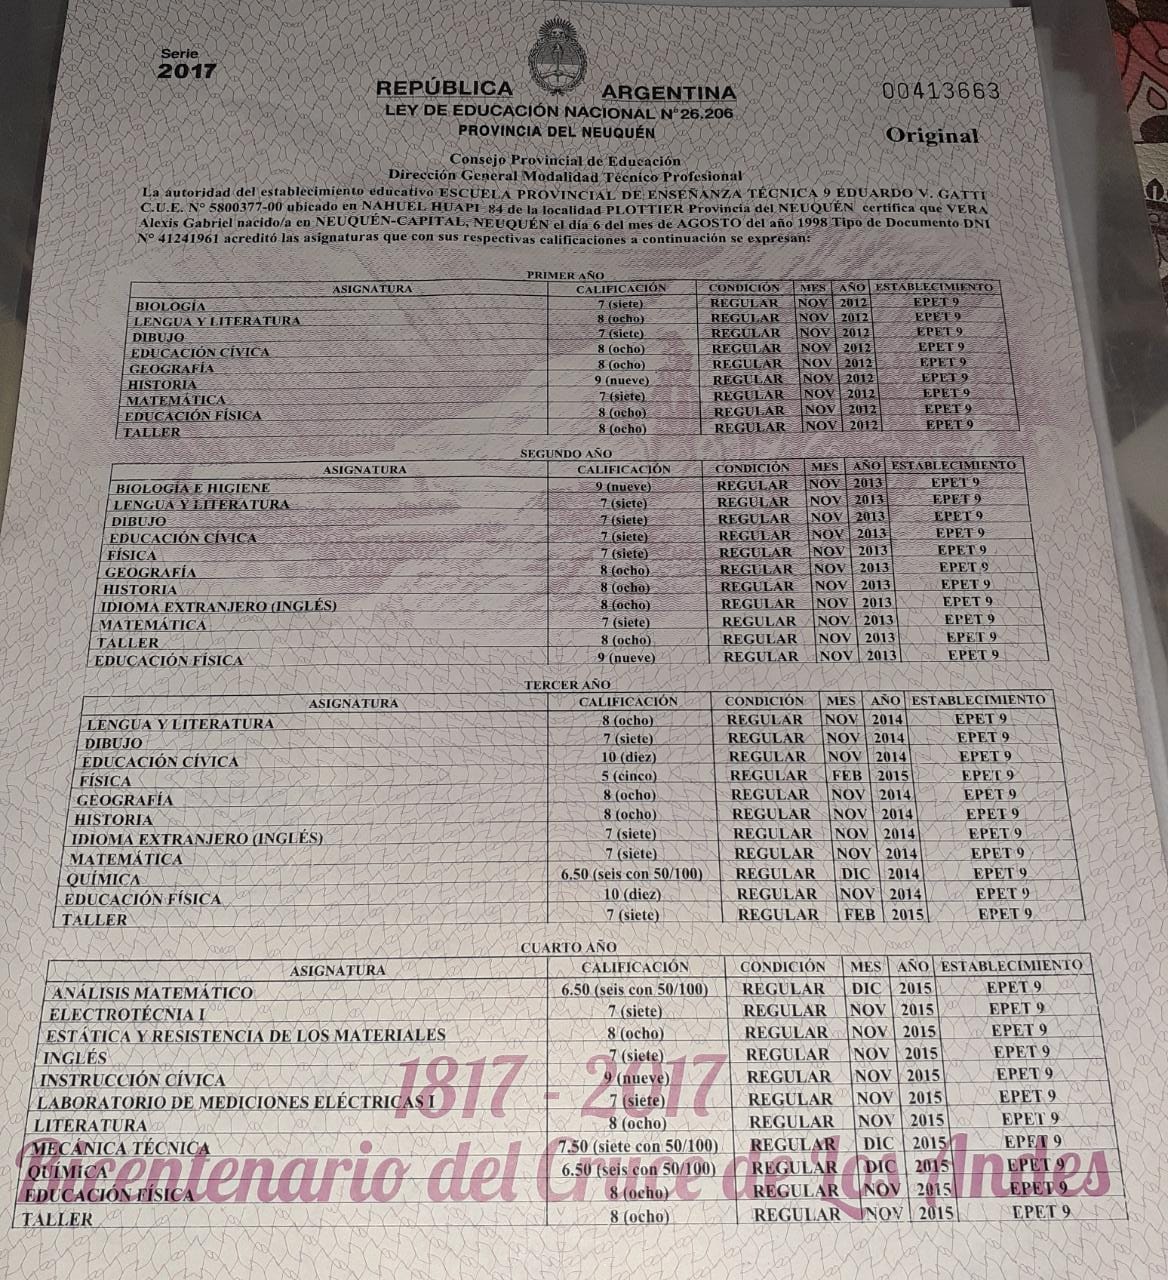 Serie
2017
REPÚBLICA ARGENTINA
00413663
LEY DE EDUCACIÓN NACIONAL N°26.206
PROVINCIA DEL NEUQUÉN
Original
Consejo Provincial de Educación
Dirección General Modalidad Técnico Profesional
La autoridad del establecimiento educativo ESCUELA PROVINCIAL DE ENSEÑANZA TÉCNICA 9 EDUARDO V. GATTI
C.U.E. N° 5800377-00 ubicado en NAHUEL HUAPI 84 de la localidad PLOTTIER Provincia del NEUQUÉN certifica que VERA
Alexis Gabriel nacido/a en NEUQUÉN-CAPITAL, NEUQUÉN el día 6 del mes de AGOSTO del año 1998 Tipo de Documento DNI
N° 41241961 acreditó las asignaturas que con sus respectivas calificaciones a continuación se expresan:
PRIMER AÑO
ASIGNATURA CALIFICACIÓN CONDICIÓN MES AÑO ESTABLECIMIENTO
BIOLOGÍA 7 (siete) REGULAR NOV 2012 EPET 9
LENGUA Y LITERATURA 8 (ocho) REGULAR NOV 2012 EPET 9
DIBUJO 7 (siete) REGULAR NOV 2012 EPET 9
EDUCACIÓN CÍVICA 8 (ocho) REGULAR NOV 2012 EPET 9
GEOGRAFÍA 8 (ocho) REGULAR NOV 2012 EPET 9
HISTORIA 9 (nueve) REGULAR NOV 2012 EPET 9
MATEMÁTICA 7 (siete) REGULAR NOV 2012 EPET 9
EDUCACIÓN FÍSICA 8 (ocho) REGULAR NOV 2012 EPET 9
TALLER 8 (ocho) REGULAR NOV 2012 EPET 9
SEGUNDO AÑO
ASIGNATURA CALIFICACIÓN CONDICIÓN MES AÑO ESTABLECIMIENTO
BIOLOGÍA E HIGIENE 9 (nueve) REGULAR NOV 2013 EPET 9
LENGUA Y LITERATURA 7 (siete) REGULAR NOV 2013 EPET 9
DIBUJO 7 (siete) REGULAR NOV 2013 EPET 9
EDUCACIÓN CÍVICA 7 (siete) REGULAR NOV 2013 EPET 9
FÍSICA 7 (siete) REGULAR NOV 2013 EPET 9
GEOGRAFÍA 8 (ocho) REGULAR NOV 2013 EPET 9
HISTORIA 8 (ocho) REGULAR NOV 2013 EPET 9
IDIOMA EXTRANJERO (INGLÉS) 8 (ocho) REGULAR NOV 2013 EPET 9
MATEMÁTICA 7 (siete) REGULAR NOV 2013 EPET 9
TALLER 8 (ocho) REGULAR NOV 2013 EPET 9
EDUCACIÓN FÍSICA 9 (nueve) REGULAR NOV 2013 EPET 9
TERCER AÑO
ASIGNATURA CALIFICACIÓN CONDICIÓN MES AÑO ESTABLECIMIENTO
LENGUA Y LITERATURA 8 (ocho) REGULAR NOV 2014 EPET 9
DIBUJO 7 (siete) REGULAR NOV 2014 EPET 9
EDUCACIÓN CÍVICA 10 (diez) REGULAR NOV 2014 EPET 9
FÍSICA 5 (cinco) REGULAR FEB 2015 EPET 9
GEOGRAFÍA 8 (ocho) REGULAR NOV 2014 EPET 9
HISTORIA 8 (ocho) REGULAR NOV 2014 EPET 9
IDIOMA EXTRANJERO (INGLÉS) 7 (siete) REGULAR NOV 2014 EPET 9
MATEMÁTICA 7 (siete) REGULAR NOV 2014 EPET 9
QUÍMICA 6.50 (seis con 50/100) REGULAR DIC 2014 EPET 9
EDUCACIÓN FÍSICA 10 (diez) REGULAR NOV 2014 EPET 9
TALLER 7 (siete) REGULAR FEB 2015 EPET 9
CUARTO AÑO
ASIGNATURA CALIFICACIÓN CONDICIÓN MES AÑO ESTABLECIMIENTO
ANÁLISIS MATEMÁTICO 6.50 (seis con 50/100) REGULAR DIC 2015 EPET 9
ELECTROTÉCNIA I 7 (siete) REGULAR NOV 2015 EPET 9
ESTÁTICA Y RESISTENCIA DE LOS MATERIALES 8 (ocho) REGULAR NOV 2015 EPET 9
INGLÉS 7 (siete) REGULAR NOV 2015 EPET 9
INSTRUCCIÓN CÍVICA 9 (nueve) REGULAR NOV 2015 EPET 9
LABORATORIO DE MEDICIONES ELÉCTRICAS I 7 (siete) REGULAR NOV 2015 EPET 9
LITERATURA 8 (ocho) REGULAR NOV 2015 EPET 9
MECÁNICA TÉCNICA 7.50 (siete con 50/100) REGULAR DIC 2015 EPET 9
QUÍMICA 6.50 (seis con 50/100) REGULAR DIC 2015 EPET 9
EDUCACIÓN FÍSICA 8 (ocho) REGULAR NOV 2015 EPET 9
TALLER 8 (ocho) REGULAR NOV 2015 EPET 9
1817 - 2017
Bicentenario del Cruce de Los Andes